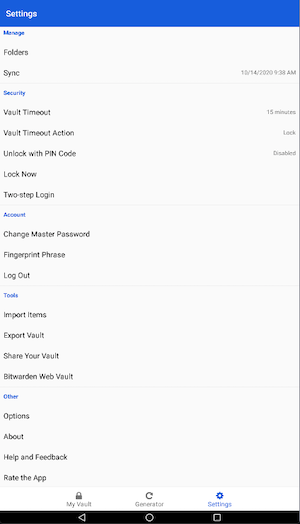 Settings
Manage
Folders
Sync 10/14/2020 9:38 AM
Security
Vault Timeout 15 minutes
Vault Timeout Action Lock
Unlock with PIN Code Disabled
Lock Now
Two-step Login
Account
Change Master Password
Fingerprint Phrase
Log Out
Tools
Import Items
Export Vault
Share Your Vault
Bitwarden Web Vault
Other
Options
About
Help and Feedback
Rate the App
My Vault Generator Settings